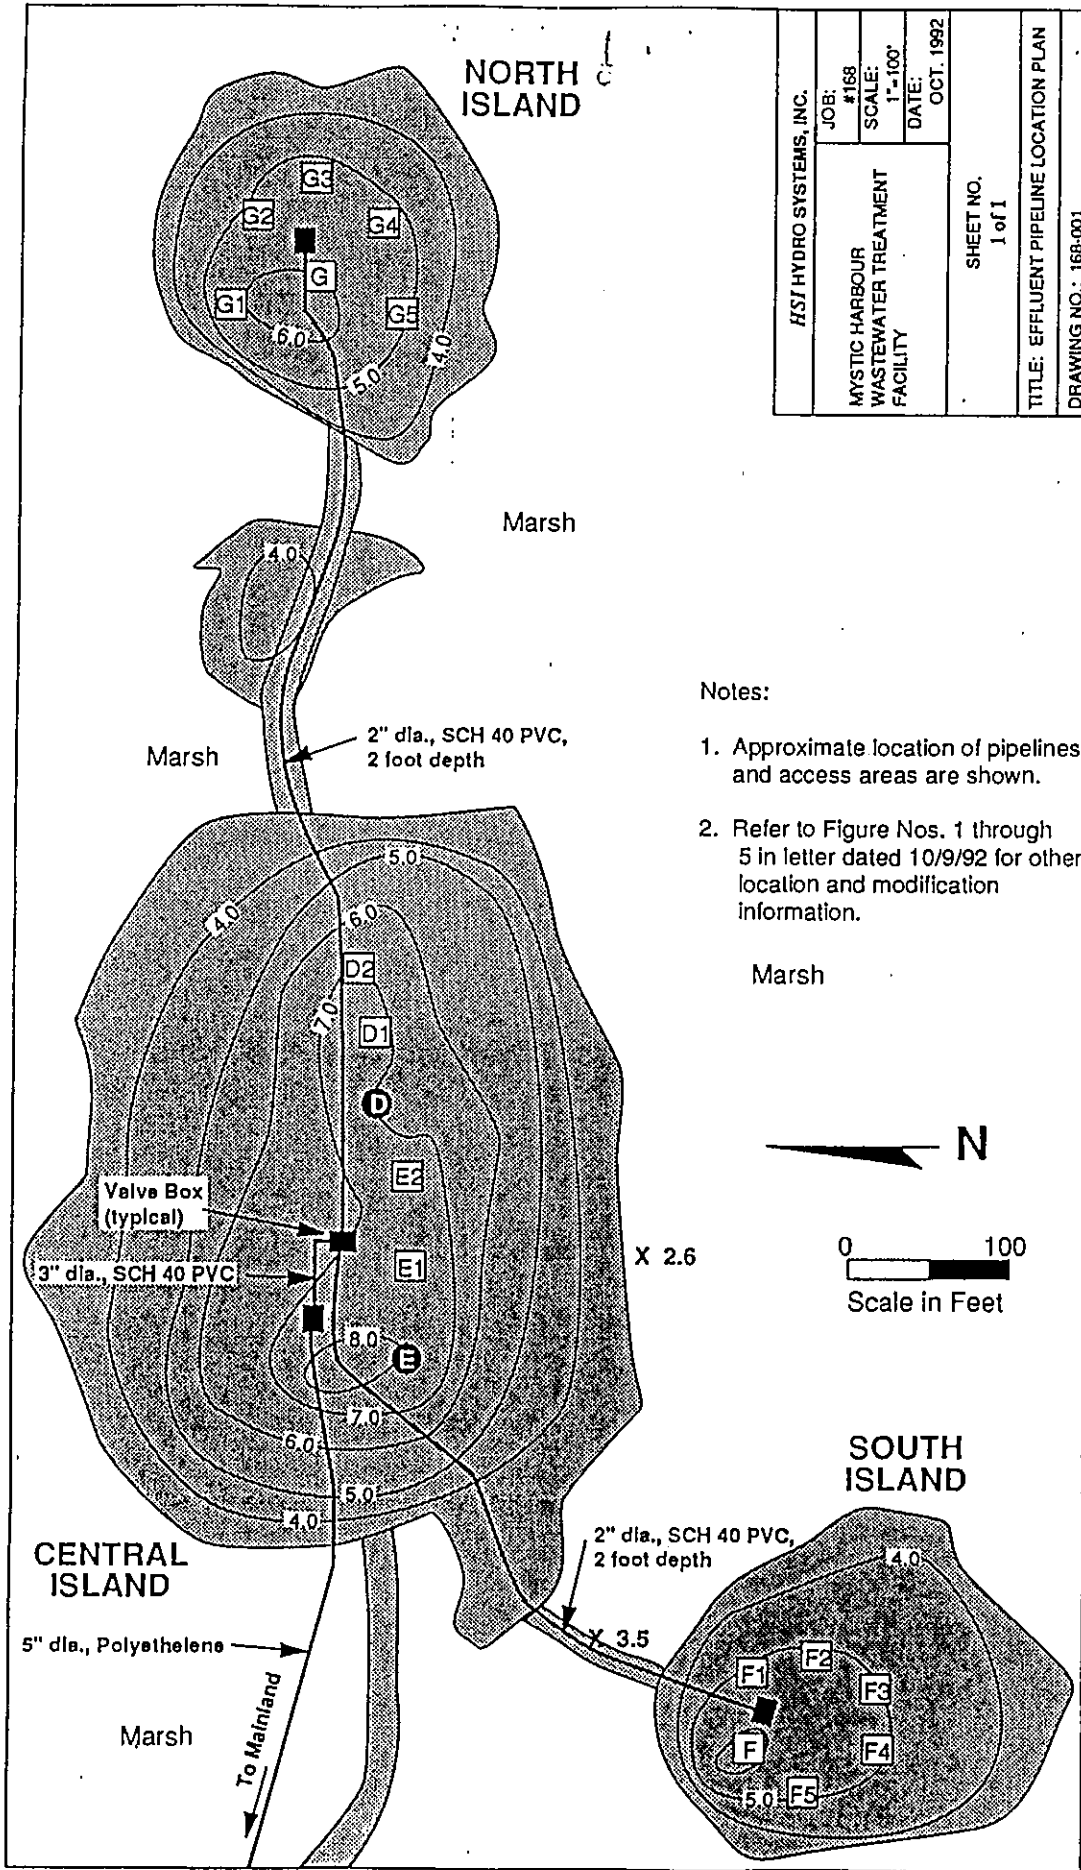 NORTH
ISLAND
HSI HYDRO SYSTEMS, INC.
MYSTIC HARBOUR
WASTEWATER TREATMENT
FACILITY
JOB:
#168
SCALE:
1"=100'
DATE:
OCT. 1992
SHEET NO.
1 of 1
TITLE: EFFLUENT PIPELINE LOCATION PLAN
DRAWING NO.: 168-001
G3
G2
G4
G
G1
G5
6.0
4.0
5.0
Marsh
4.0
Notes:
1. Approximate location of pipelines
and access areas are shown.
2. Refer to Figure Nos. 1 through
5 in letter dated 10/9/92 for other
location and modification
information.
2" dia., SCH 40 PVC,
2 foot depth
Marsh
5.0
4.0
6.0
D2
Marsh
7.0
D1
D
N
E2
Valve Box
(typical)
X 2.6
0 100
Scale in Feet
3" dia., SCH 40 PVC
E1
8.0
E
7.0
6.0
5.0
4.0
SOUTH
ISLAND
CENTRAL
ISLAND
2" dia., SCH 40 PVC,
2 foot depth
4.0
5" dia., Polyethelene
X 3.5
F1
F2
F3
To Mainland
Marsh
F
F4
5.0
F5